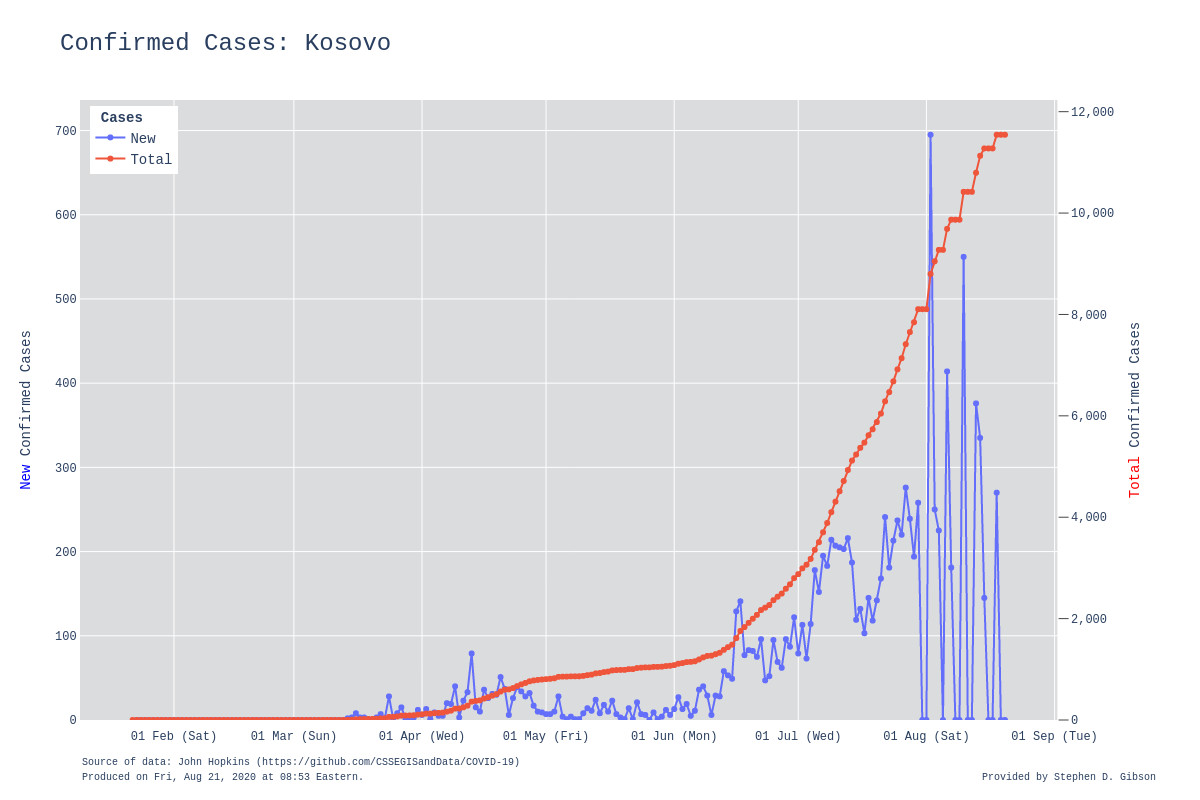 Confirmed Cases: Kosovo
Cases
New
Total
700
600
500
400
300
200
100
0
12,000
10,000
8,000
6,000
4,000
2,000
0
New Confirmed Cases
Total Confirmed Cases
01 Feb (Sat) 01 Mar (Sun) 01 Apr (Wed) 01 May (Fri) 01 Jun (Mon) 01 Jul (Wed) 01 Aug (Sat) 01 Sep (Tue)
Source of data: John Hopkins (https://github.com/CSSEGISandData/COVID-19)
Produced on Fri, Aug 21, 2020 at 08:53 Eastern.
Provided by Stephen D. Gibson